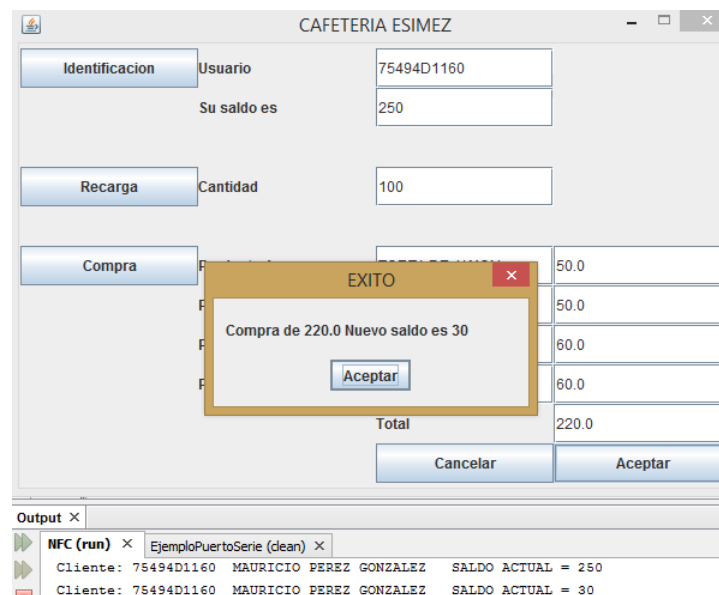 CAFETERIA ESIMEZ
Identificacion Usuario 75494D1160
Su saldo es 250
Recarga Cantidad 100
Compra 50.0
EXITO
50.0
Compra de 220.0 Nuevo saldo es 30
60.0
Aceptar
60.0
Total 220.0
Cancelar Aceptar
Output
NFC (run) EjemploPuertoSerie (clean)
Cliente: 75494D1160 MAURICIO PEREZ GONZALEZ SALDO ACTUAL = 250
Cliente: 75494D1160 MAURICIO PEREZ GONZALEZ SALDO ACTUAL = 30